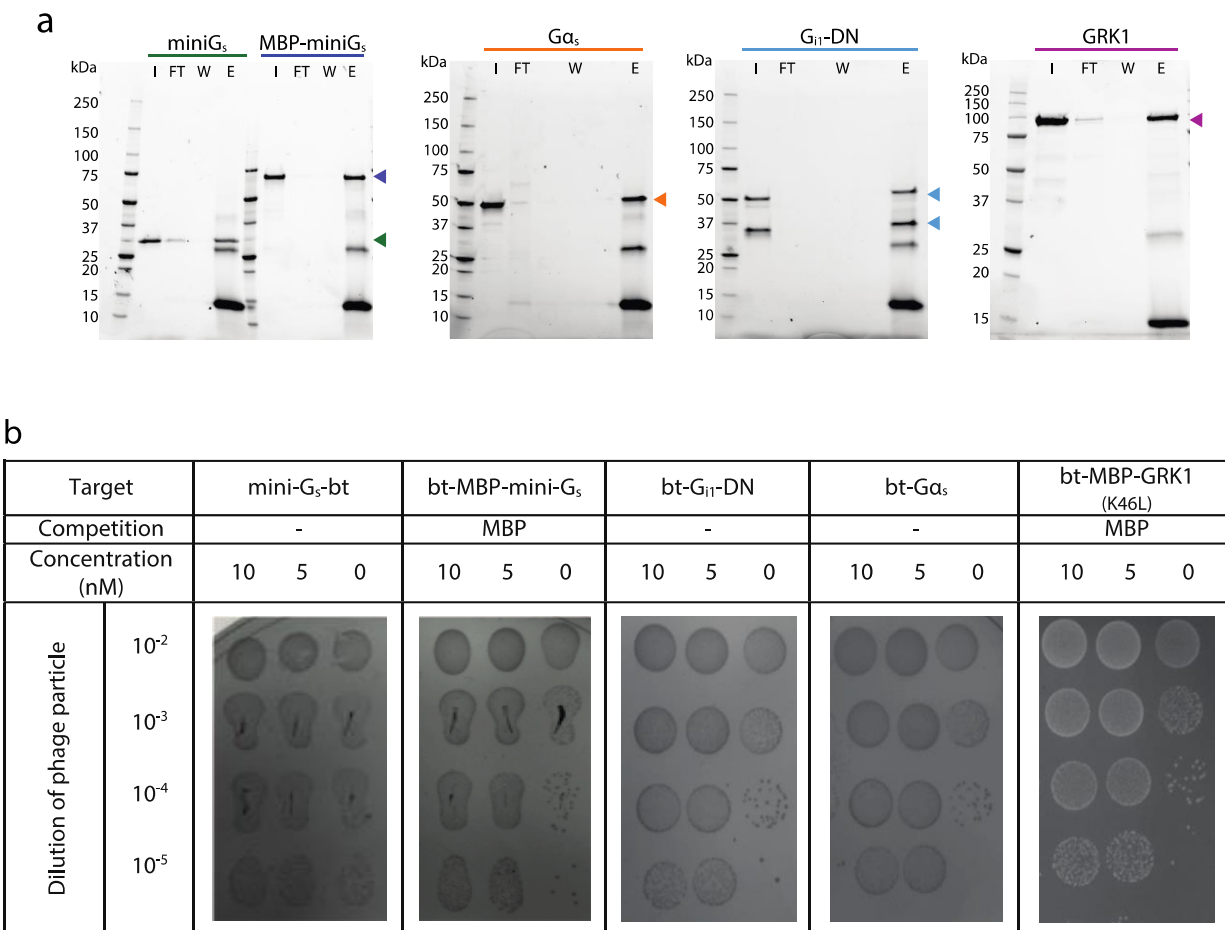 a
miniGₛ MBP-miniGₛ
kDa I FT W E I FT W E
250
150
100
75
50
37
25
20
15
10
Gαₛ
kDa I FT W E
250
150
100
75
50
37
25
20
15
10
Gᵢ₁-DN
kDa I FT W E
250
150
100
75
50
37
25
20
15
10
GRK1
kDa I FT W E
250
150
100
75
50
37
25
20
15
b
Target mini-Gₛ-bt bt-MBP-mini-Gₛ bt-Gᵢ₁-DN bt-Gαₛ bt-MBP-GRK1
(K46L)
Competition - MBP - - MBP
Concentration
(nM) 10 5 0 10 5 0 10 5 0 10 5 0 10 5 0
Dilution of phage particle
10⁻²
10⁻³
10⁻⁴
10⁻⁵